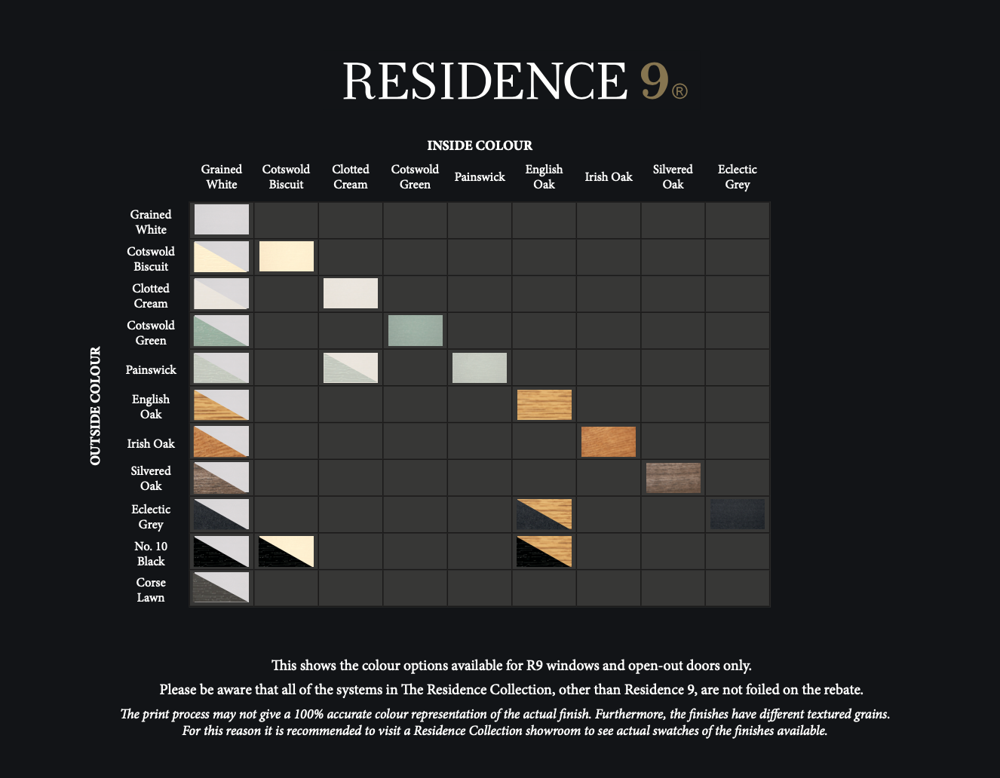 RESIDENCE 9®
INSIDE COLOUR
Grained
White
Cotswold
Biscuit
Clotted
Cream
Cotswold
Green
Painswick
English
Oak
Irish Oak
Silvered
Oak
Eclectic
Grey
OUTSIDE COLOUR
Grained
White
Cotswold
Biscuit
Clotted
Cream
Cotswold
Green
Painswick
English
Oak
Irish Oak
Silvered
Oak
Eclectic
Grey
No. 10
Black
Corse
Lawn
This shows the colour options available for R9 windows and open-out doors only.
Please be aware that all of the systems in The Residence Collection, other than Residence 9, are not foiled on the rebate.
The print process may not give a 100% accurate colour representation of the actual finish. Furthermore, the finishes have different textured grains.
For this reason it is recommended to visit a Residence Collection showroom to see actual swatches of the finishes available.